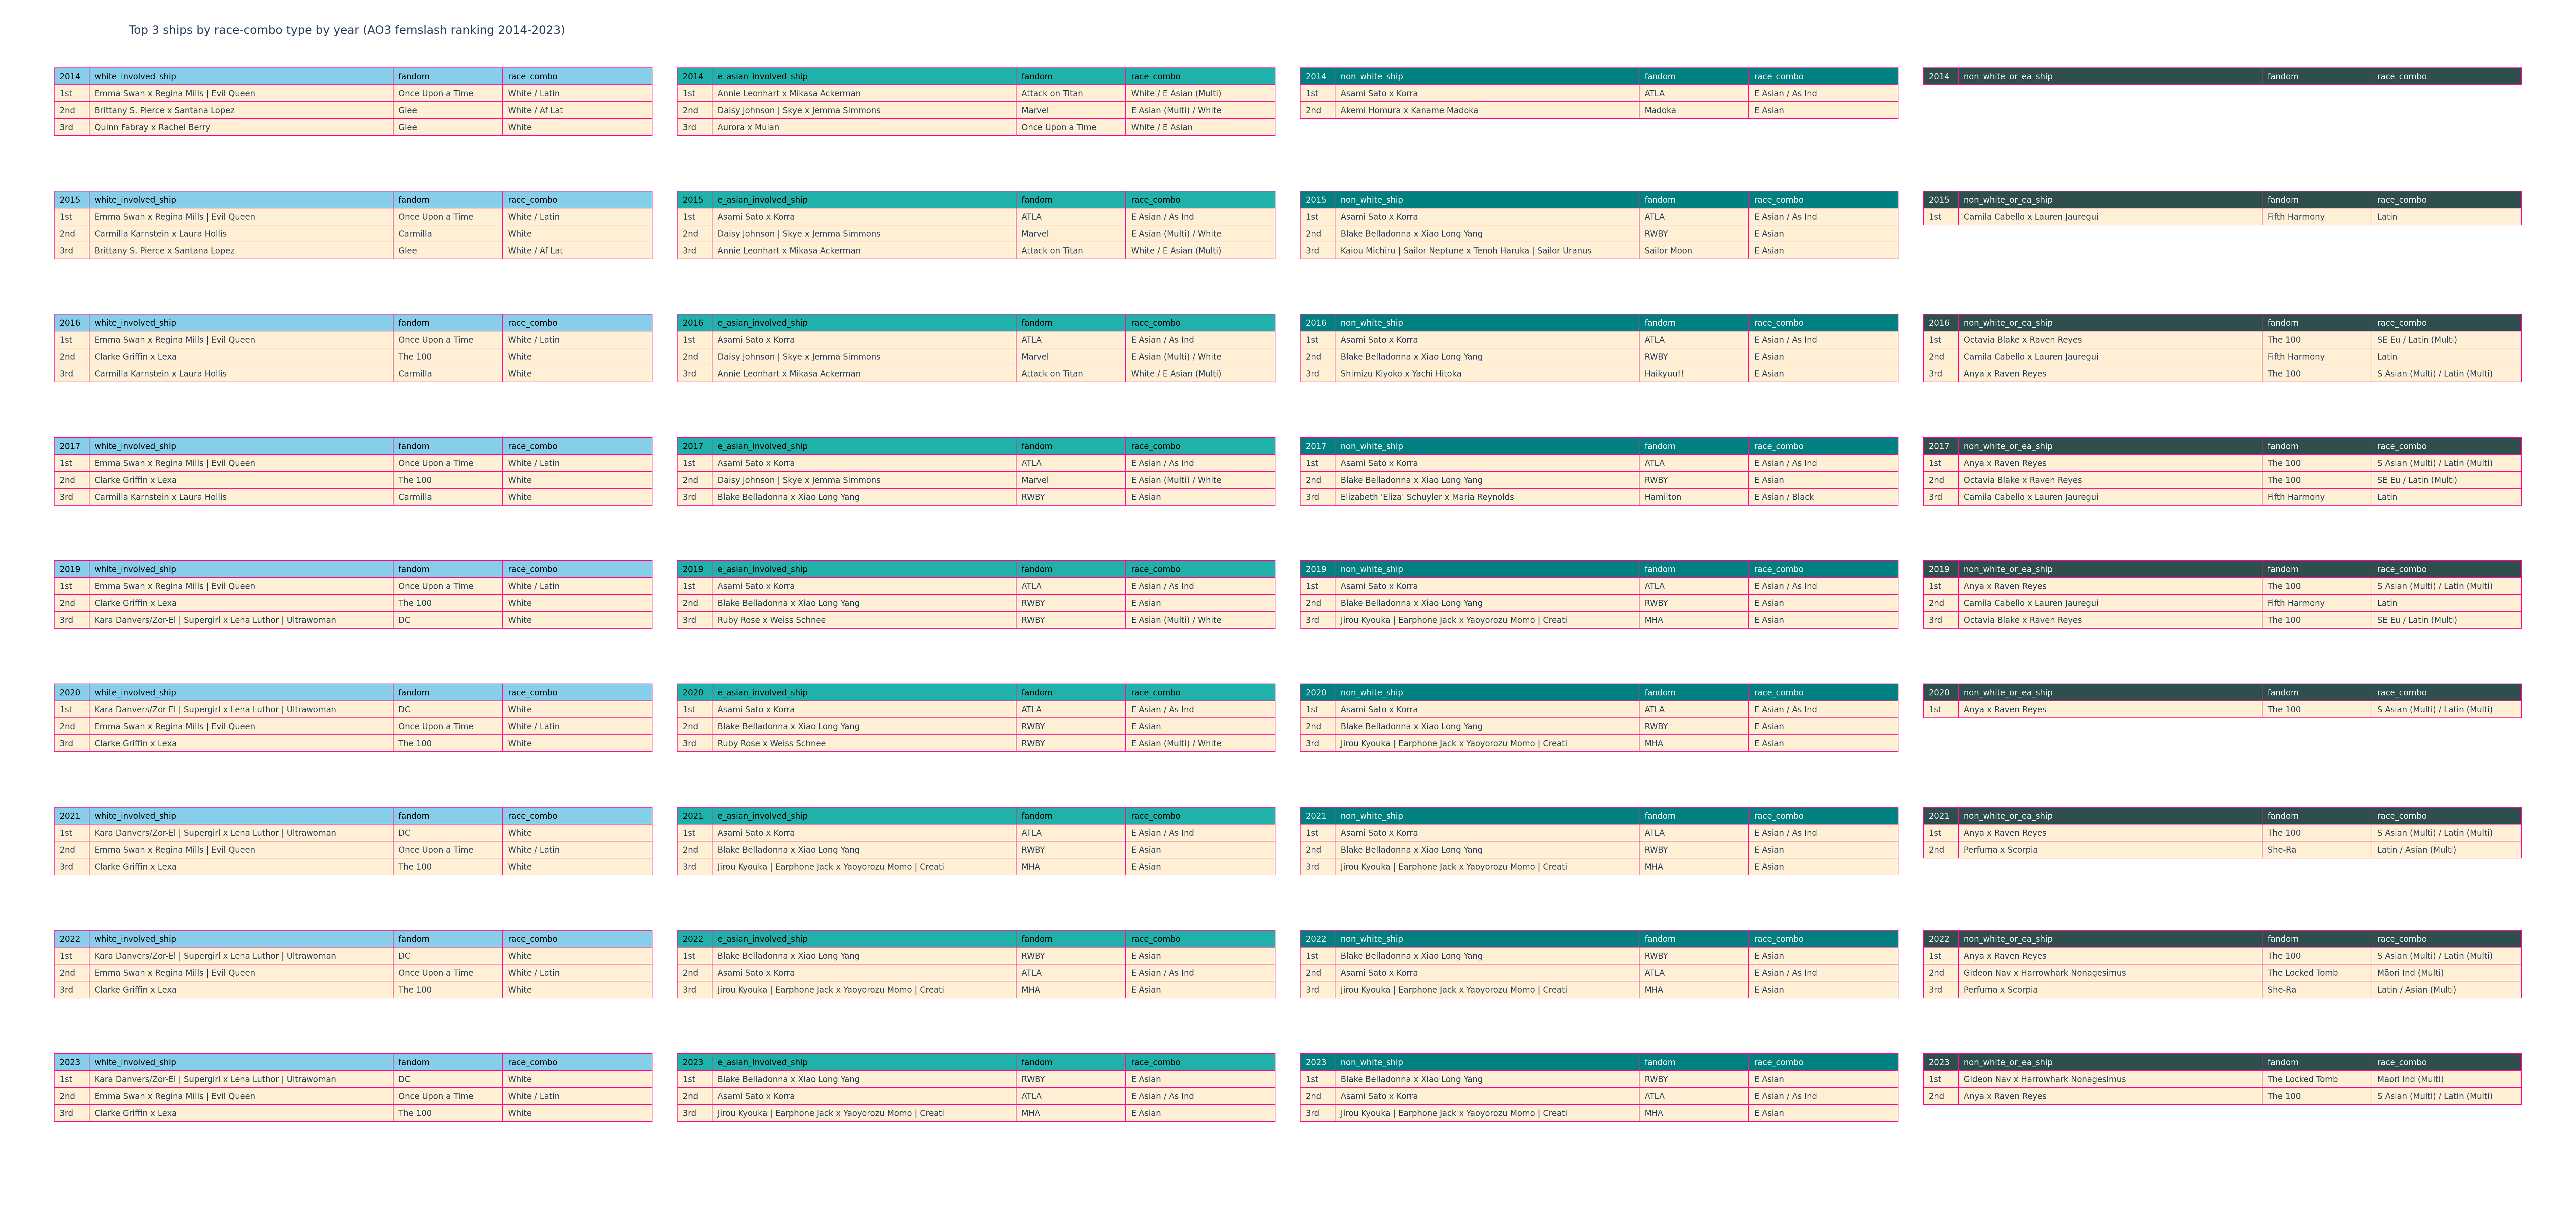 Top 3 ships by race-combo type by year (AO3 femslash ranking 2014-2023)
2014 white_involved_ship fandom race_combo
1st Emma Swan x Regina Mills | Evil Queen Once Upon a Time White / Latin
2nd Brittany S. Pierce x Santana Lopez Glee White / Af Lat
3rd Quinn Fabray x Rachel Berry Glee White
2014 e_asian_involved_ship fandom race_combo
1st Annie Leonhart x Mikasa Ackerman Attack on Titan White / E Asian (Multi)
2nd Daisy Johnson | Skye x Jemma Simmons Marvel E Asian (Multi) / White
3rd Aurora x Mulan Once Upon a Time White / E Asian
2014 non_white_ship fandom race_combo
1st Asami Sato x Korra ATLA E Asian / As Ind
2nd Akemi Homura x Kaname Madoka Madoka E Asian
2014 non_white_or_ea_ship fandom race_combo
2015 white_involved_ship fandom race_combo
1st Emma Swan x Regina Mills | Evil Queen Once Upon a Time White / Latin
2nd Carmilla Karnstein x Laura Hollis Carmilla White
3rd Brittany S. Pierce x Santana Lopez Glee White / Af Lat
2015 e_asian_involved_ship fandom race_combo
1st Asami Sato x Korra ATLA E Asian / As Ind
2nd Daisy Johnson | Skye x Jemma Simmons Marvel E Asian (Multi) / White
3rd Annie Leonhart x Mikasa Ackerman Attack on Titan White / E Asian (Multi)
2015 non_white_ship fandom race_combo
1st Asami Sato x Korra ATLA E Asian / As Ind
2nd Blake Belladonna x Xiao Long Yang RWBY E Asian
3rd Kaiou Michiru | Sailor Neptune x Tenoh Haruka | Sailor Uranus Sailor Moon E Asian
2015 non_white_or_ea_ship fandom race_combo
1st Camila Cabello x Lauren Jauregui Fifth Harmony Latin
2016 white_involved_ship fandom race_combo
1st Emma Swan x Regina Mills | Evil Queen Once Upon a Time White / Latin
2nd Clarke Griffin x Lexa The 100 White
3rd Carmilla Karnstein x Laura Hollis Carmilla White
2016 e_asian_involved_ship fandom race_combo
1st Asami Sato x Korra ATLA E Asian / As Ind
2nd Daisy Johnson | Skye x Jemma Simmons Marvel E Asian (Multi) / White
3rd Annie Leonhart x Mikasa Ackerman Attack on Titan White / E Asian (Multi)
2016 non_white_ship fandom race_combo
1st Asami Sato x Korra ATLA E Asian / As Ind
2nd Blake Belladonna x Xiao Long Yang RWBY E Asian
3rd Shimizu Kiyoko x Yachi Hitoka Haikyuu!! E Asian
2016 non_white_or_ea_ship fandom race_combo
1st Octavia Blake x Raven Reyes The 100 SE Eu / Latin (Multi)
2nd Camila Cabello x Lauren Jauregui Fifth Harmony Latin
3rd Anya x Raven Reyes The 100 S Asian (Multi) / Latin (Multi)
2017 white_involved_ship fandom race_combo
1st Emma Swan x Regina Mills | Evil Queen Once Upon a Time White / Latin
2nd Clarke Griffin x Lexa The 100 White
3rd Carmilla Karnstein x Laura Hollis Carmilla White
2017 e_asian_involved_ship fandom race_combo
1st Asami Sato x Korra ATLA E Asian / As Ind
2nd Daisy Johnson | Skye x Jemma Simmons Marvel E Asian (Multi) / White
3rd Blake Belladonna x Xiao Long Yang RWBY E Asian
2017 non_white_ship fandom race_combo
1st Asami Sato x Korra ATLA E Asian / As Ind
2nd Blake Belladonna x Xiao Long Yang RWBY E Asian
3rd Elizabeth 'Eliza' Schuyler x Maria Reynolds Hamilton E Asian / Black
2017 non_white_or_ea_ship fandom race_combo
1st Anya x Raven Reyes The 100 S Asian (Multi) / Latin (Multi)
2nd Octavia Blake x Raven Reyes The 100 SE Eu / Latin (Multi)
3rd Camila Cabello x Lauren Jauregui Fifth Harmony Latin
2019 white_involved_ship fandom race_combo
1st Emma Swan x Regina Mills | Evil Queen Once Upon a Time White / Latin
2nd Clarke Griffin x Lexa The 100 White
3rd Kara Danvers/Zor-El | Supergirl x Lena Luthor | Ultrawoman DC White
2019 e_asian_involved_ship fandom race_combo
1st Asami Sato x Korra ATLA E Asian / As Ind
2nd Blake Belladonna x Xiao Long Yang RWBY E Asian
3rd Ruby Rose x Weiss Schnee RWBY E Asian (Multi) / White
2019 non_white_ship fandom race_combo
1st Asami Sato x Korra ATLA E Asian / As Ind
2nd Blake Belladonna x Xiao Long Yang RWBY E Asian
3rd Jirou Kyouka | Earphone Jack x Yaoyorozu Momo | Creati MHA E Asian
2019 non_white_or_ea_ship fandom race_combo
1st Anya x Raven Reyes The 100 S Asian (Multi) / Latin (Multi)
2nd Camila Cabello x Lauren Jauregui Fifth Harmony Latin
3rd Octavia Blake x Raven Reyes The 100 SE Eu / Latin (Multi)
2020 white_involved_ship fandom race_combo
1st Kara Danvers/Zor-El | Supergirl x Lena Luthor | Ultrawoman DC White
2nd Emma Swan x Regina Mills | Evil Queen Once Upon a Time White / Latin
3rd Clarke Griffin x Lexa The 100 White
2020 e_asian_involved_ship fandom race_combo
1st Asami Sato x Korra ATLA E Asian / As Ind
2nd Blake Belladonna x Xiao Long Yang RWBY E Asian
3rd Ruby Rose x Weiss Schnee RWBY E Asian (Multi) / White
2020 non_white_ship fandom race_combo
1st Asami Sato x Korra ATLA E Asian / As Ind
2nd Blake Belladonna x Xiao Long Yang RWBY E Asian
3rd Jirou Kyouka | Earphone Jack x Yaoyorozu Momo | Creati MHA E Asian
2020 non_white_or_ea_ship fandom race_combo
1st Anya x Raven Reyes The 100 S Asian (Multi) / Latin (Multi)
2021 white_involved_ship fandom race_combo
1st Kara Danvers/Zor-El | Supergirl x Lena Luthor | Ultrawoman DC White
2nd Emma Swan x Regina Mills | Evil Queen Once Upon a Time White / Latin
3rd Clarke Griffin x Lexa The 100 White
2021 e_asian_involved_ship fandom race_combo
1st Asami Sato x Korra ATLA E Asian / As Ind
2nd Blake Belladonna x Xiao Long Yang RWBY E Asian
3rd Jirou Kyouka | Earphone Jack x Yaoyorozu Momo | Creati MHA E Asian
2021 non_white_ship fandom race_combo
1st Asami Sato x Korra ATLA E Asian / As Ind
2nd Blake Belladonna x Xiao Long Yang RWBY E Asian
3rd Jirou Kyouka | Earphone Jack x Yaoyorozu Momo | Creati MHA E Asian
2021 non_white_or_ea_ship fandom race_combo
1st Anya x Raven Reyes The 100 S Asian (Multi) / Latin (Multi)
2nd Perfuma x Scorpia She-Ra Latin / Asian (Multi)
2022 white_involved_ship fandom race_combo
1st Kara Danvers/Zor-El | Supergirl x Lena Luthor | Ultrawoman DC White
2nd Emma Swan x Regina Mills | Evil Queen Once Upon a Time White / Latin
3rd Clarke Griffin x Lexa The 100 White
2022 e_asian_involved_ship fandom race_combo
1st Blake Belladonna x Xiao Long Yang RWBY E Asian
2nd Asami Sato x Korra ATLA E Asian / As Ind
3rd Jirou Kyouka | Earphone Jack x Yaoyorozu Momo | Creati MHA E Asian
2022 non_white_ship fandom race_combo
1st Blake Belladonna x Xiao Long Yang RWBY E Asian
2nd Asami Sato x Korra ATLA E Asian / As Ind
3rd Jirou Kyouka | Earphone Jack x Yaoyorozu Momo | Creati MHA E Asian
2022 non_white_or_ea_ship fandom race_combo
1st Anya x Raven Reyes The 100 S Asian (Multi) / Latin (Multi)
2nd Gideon Nav x Harrowhark Nonagesimus The Locked Tomb Māori Ind (Multi)
3rd Perfuma x Scorpia She-Ra Latin / Asian (Multi)
2023 white_involved_ship fandom race_combo
1st Kara Danvers/Zor-El | Supergirl x Lena Luthor | Ultrawoman DC White
2nd Emma Swan x Regina Mills | Evil Queen Once Upon a Time White / Latin
3rd Clarke Griffin x Lexa The 100 White
2023 e_asian_involved_ship fandom race_combo
1st Blake Belladonna x Xiao Long Yang RWBY E Asian
2nd Asami Sato x Korra ATLA E Asian / As Ind
3rd Jirou Kyouka | Earphone Jack x Yaoyorozu Momo | Creati MHA E Asian
2023 non_white_ship fandom race_combo
1st Blake Belladonna x Xiao Long Yang RWBY E Asian
2nd Asami Sato x Korra ATLA E Asian / As Ind
3rd Jirou Kyouka | Earphone Jack x Yaoyorozu Momo | Creati MHA E Asian
2023 non_white_or_ea_ship fandom race_combo
1st Gideon Nav x Harrowhark Nonagesimus The Locked Tomb Māori Ind (Multi)
2nd Anya x Raven Reyes The 100 S Asian (Multi) / Latin (Multi)